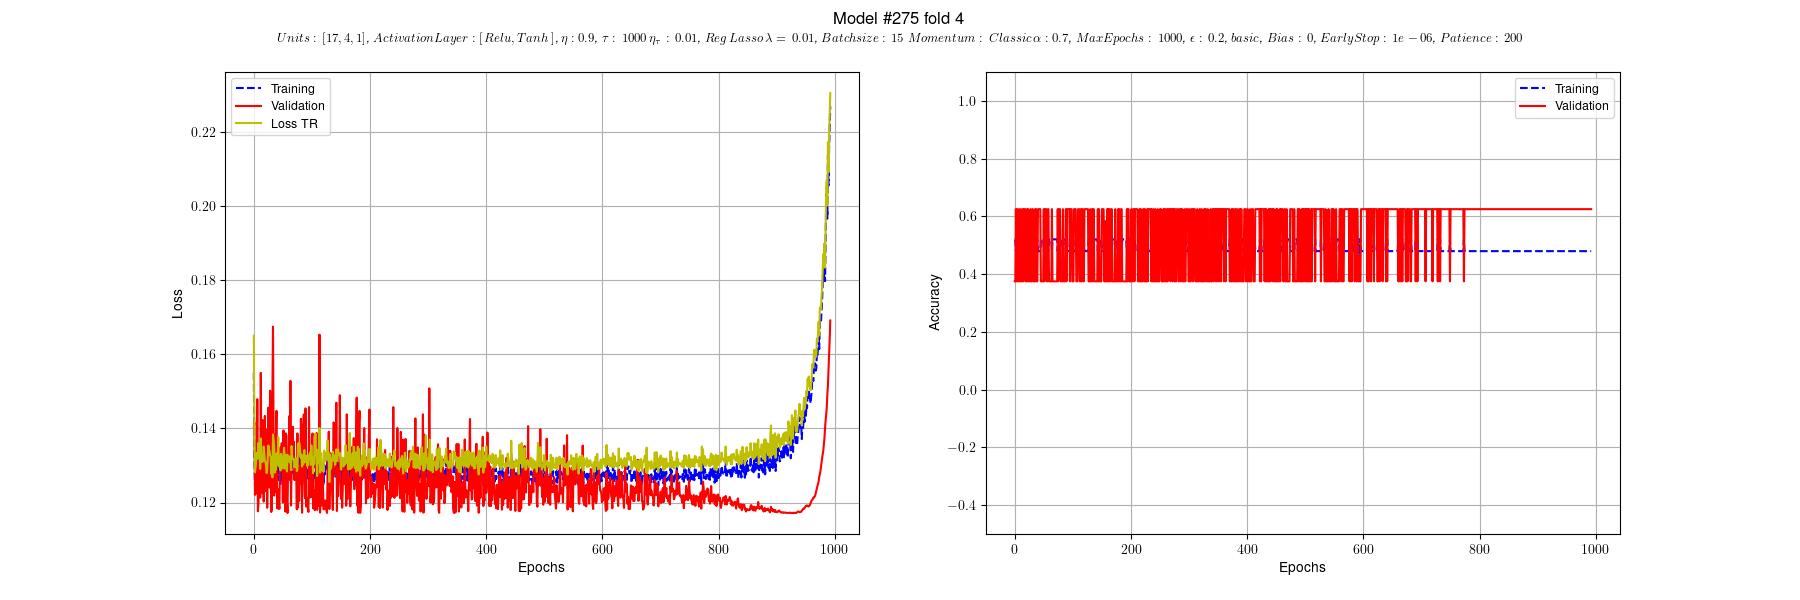 Model #275 fold 4
Units : [17, 4, 1], ActivationLayer : [Relu, Tanh], η : 0.9, τ : 1000 η_τ : 0.01, Reg Lasso λ = 0.01, Batchsize : 15 Momentum : Classic α : 0.7, MaxEpochs : 1000, ϵ : 0.2, basic, Bias : 0, EarlyStop : 1e − 06, Patience : 200
Training
Validation
Loss TR
0.22
0.20
0.18
0.16
0.14
0.12
Loss
0 200 400 600 800 1000
Epochs
Training
Validation
1.0
0.8
0.6
0.4
0.2
0.0
−0.2
−0.4
Accuracy
0 200 400 600 800 1000
Epochs